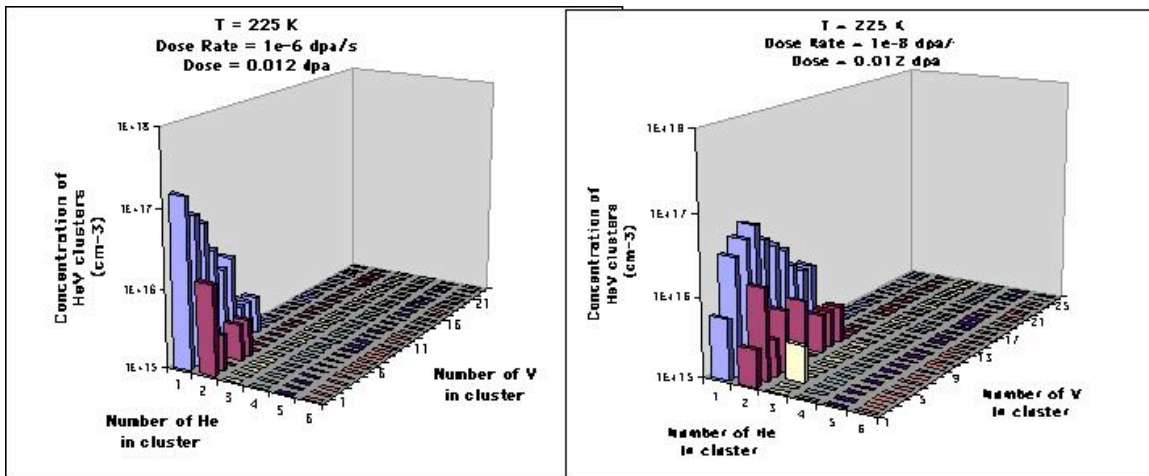 T = 225 K
Dose Rate = 1e-6 dpa/s
Dose = 0.012 dpa
1E+18
1E+17
1E+16
1E+15
Concentration of
HeV clusters
(cm-3)
1
2
3
4
5
6
Number of He
in cluster
1
6
11
16
21
Number of V
in cluster
T = 225 K
Dose Rate = 1e-8 dpa/
Dose = 0.012 dpa
1E+18
1E+17
1E+16
1E+15
Concentration of
HeV clusters
(cm-3)
1
2
3
4
5
6
Number of He
in cluster
1
5
9
13
17
21
25
Number of V
in cluster